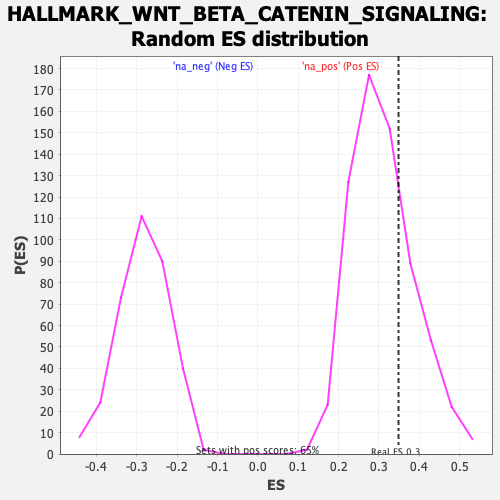 HALLMARK_WNT_BETA_CATENIN_SIGNALING:
Random ES distribution
'na_neg' (Neg ES)
'na_pos' (Pos ES)
180
170
160
150
140
130
120
110
100
90
80
70
60
50
40
30
20
10
0
P(ES)
Sets with pos scores: 65%
Real ES 0.3
-0.4 -0.3 -0.2 -0.1 0.0 0.1 0.2 0.3 0.4 0.5
ES